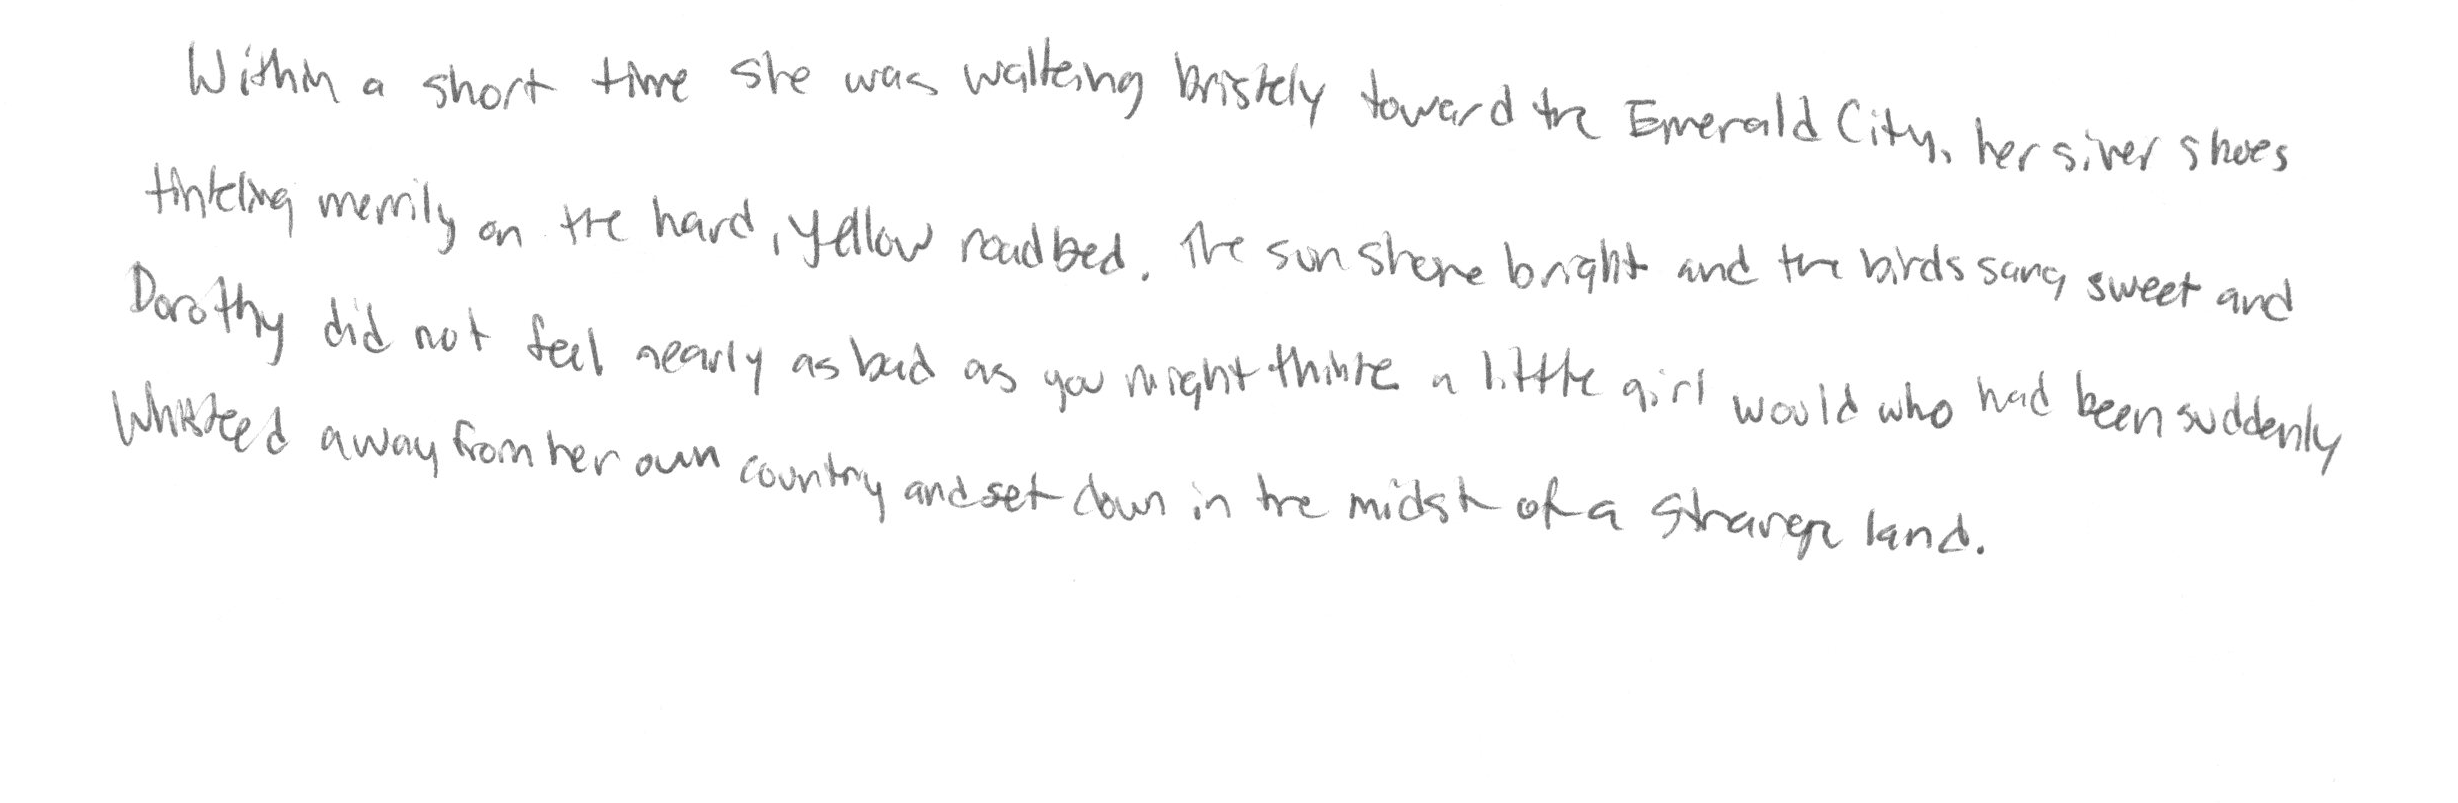 Within a short time she was walking briskly toward the Emerald City, her silver shoes
tinkling merrily on the hard, yellow roadbed. The sun shone bright and the birds sang sweet and
Dorothy did not feel nearly as bad as you might think a little girl would who had been suddenly
whisked away from her own country and set down in the midst of a strange land.